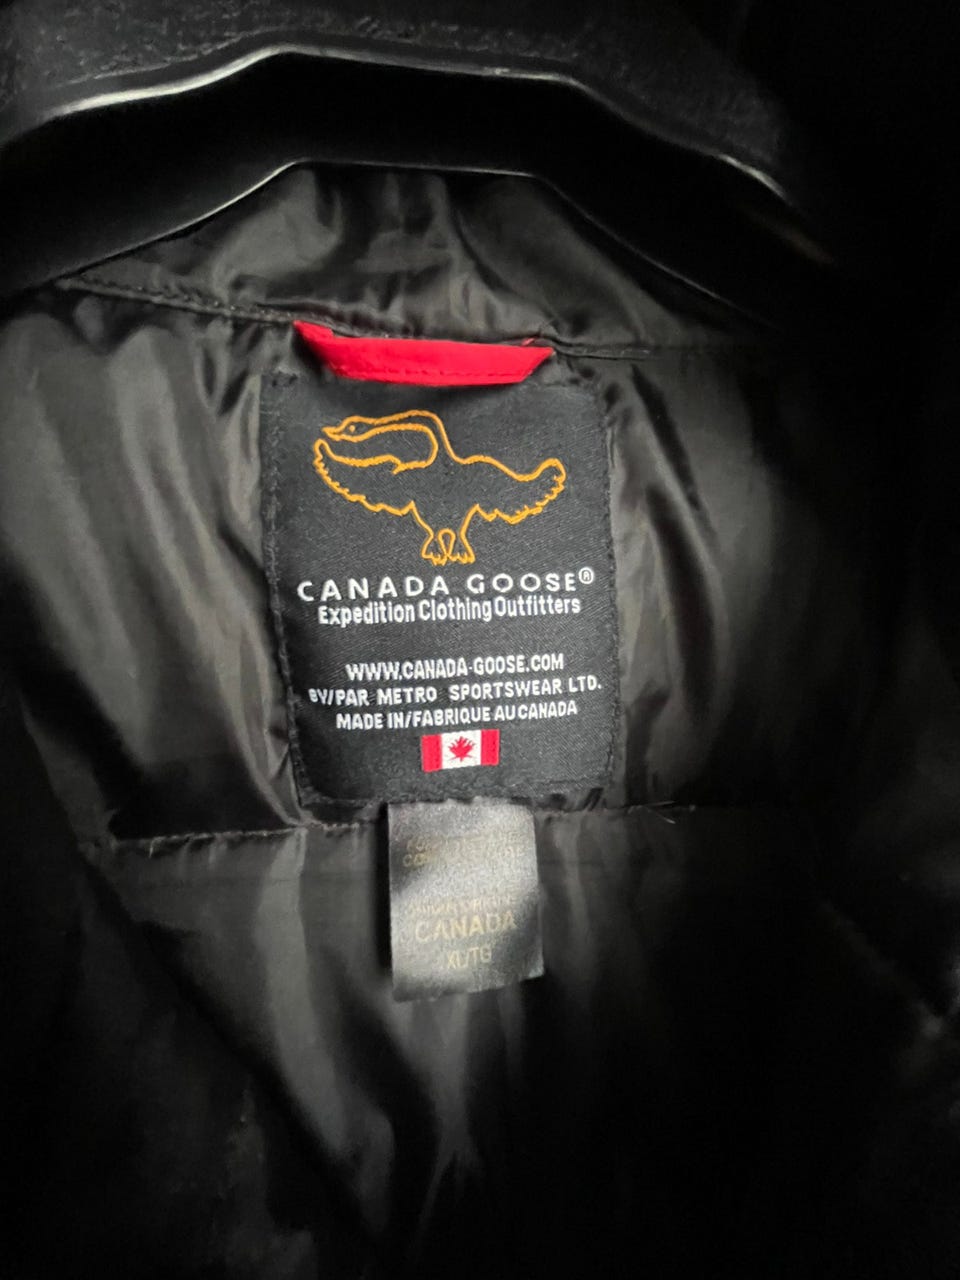 CANADA GOOSE®
Expedition Clothing Outfitters
WWW.CANADA-GOOSE.COM
BY/PAR METRO SPORTSWEAR LTD.
MADE IN/FABRIQUE AU CANADA
CANADA
XL/TG